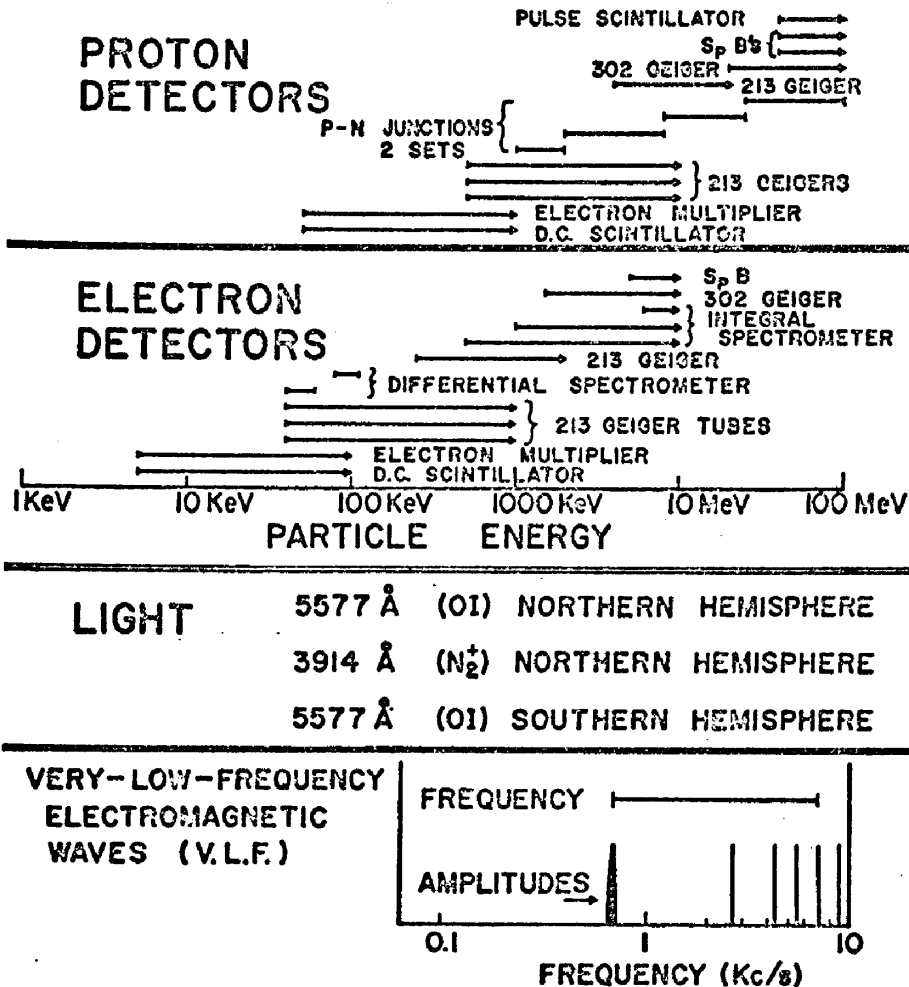 PULSE SCINTILLATOR
PROTON
DETECTORS
Sp B's
302 GEIGER
213 GEIGER
P-N JUNCTIONS
2 SETS
213 GEIGERS
ELECTRON MULTIPLIER
D.C. SCINTILLATOR
ELECTRON
DETECTORS
Sp B
302 GEIGER
INTEGRAL
SPECTROMETER
213 GEIGER
DIFFERENTIAL SPECTROMETER
213 GEIGER TUBES
ELECTRON MULTIPLIER
D.C. SCINTILLATOR
1 KeV 10 KeV 100 KeV 1000 KeV 10 MeV 100 MeV
PARTICLE ENERGY
LIGHT
5577 Å (OI) NORTHERN HEMISPHERE
3914 Å (N₂⁺) NORTHERN HEMISPHERE
5577 Å (OI) SOUTHERN HEMISPHERE
VERY-LOW-FREQUENCY
ELECTROMAGNETIC
WAVES (V.L.F.)
FREQUENCY
AMPLITUDES
0.1 1 10
FREQUENCY (Kc/s)